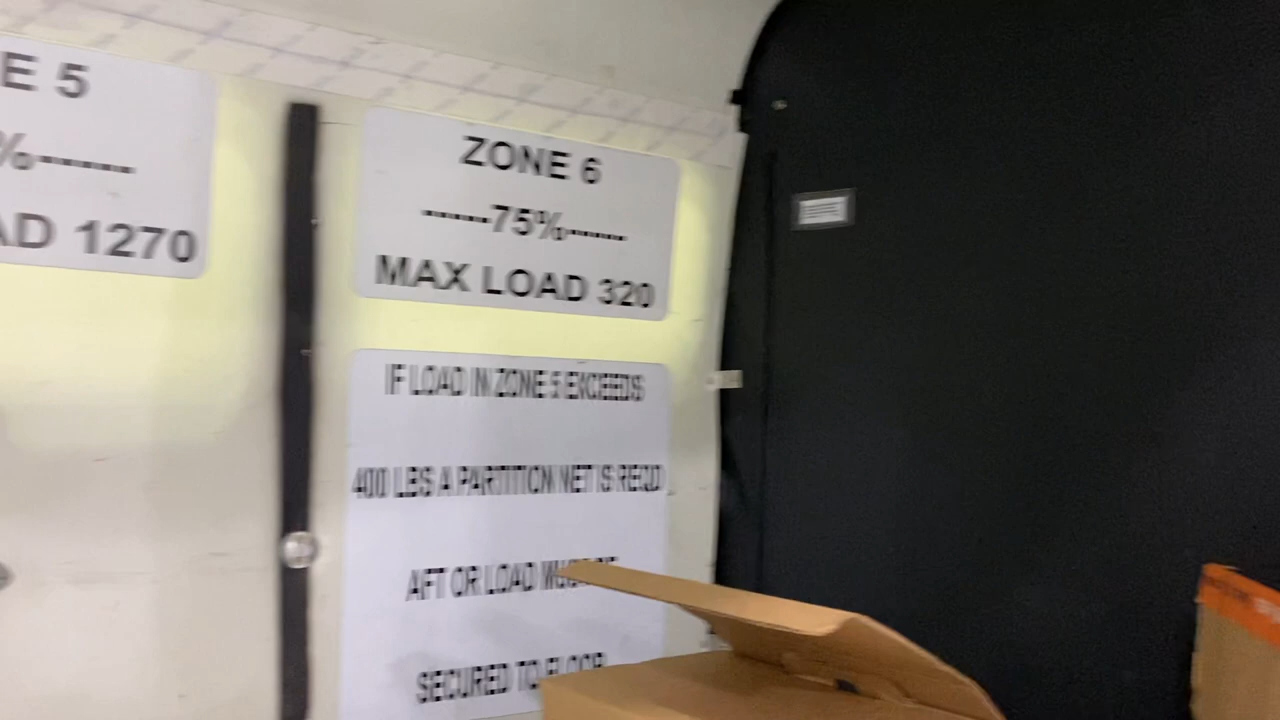 E 5
%-----
AD 1270
ZONE 6
-----75%-----
MAX LOAD 320
IF LOAD IN ZONE 5 EXCEEDS
400 LBS A PARTITION NET IS REQD
AFT OR LOAD
SECURED TO FLOOR